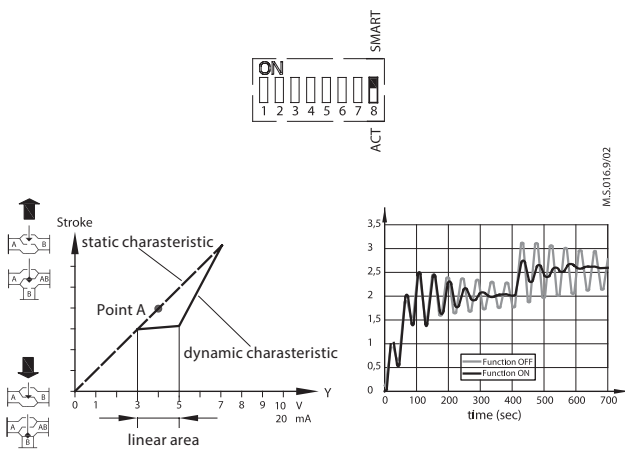 SMART
ON
1 2 3 4 5 6 7 8
ACT
M.S.016.9/02
A B
A AB
B
A B
A AB
B
Stroke
static charasteristic
Point A
dynamic charasteristic
0 1 3 5 7 8 9 10 V Y
20 mA
linear area
3,5
3
2,5
2
1,5
1
0,5
0
Function OFF
Function ON
0 100 200 300 400 500 600 700
time (sec)